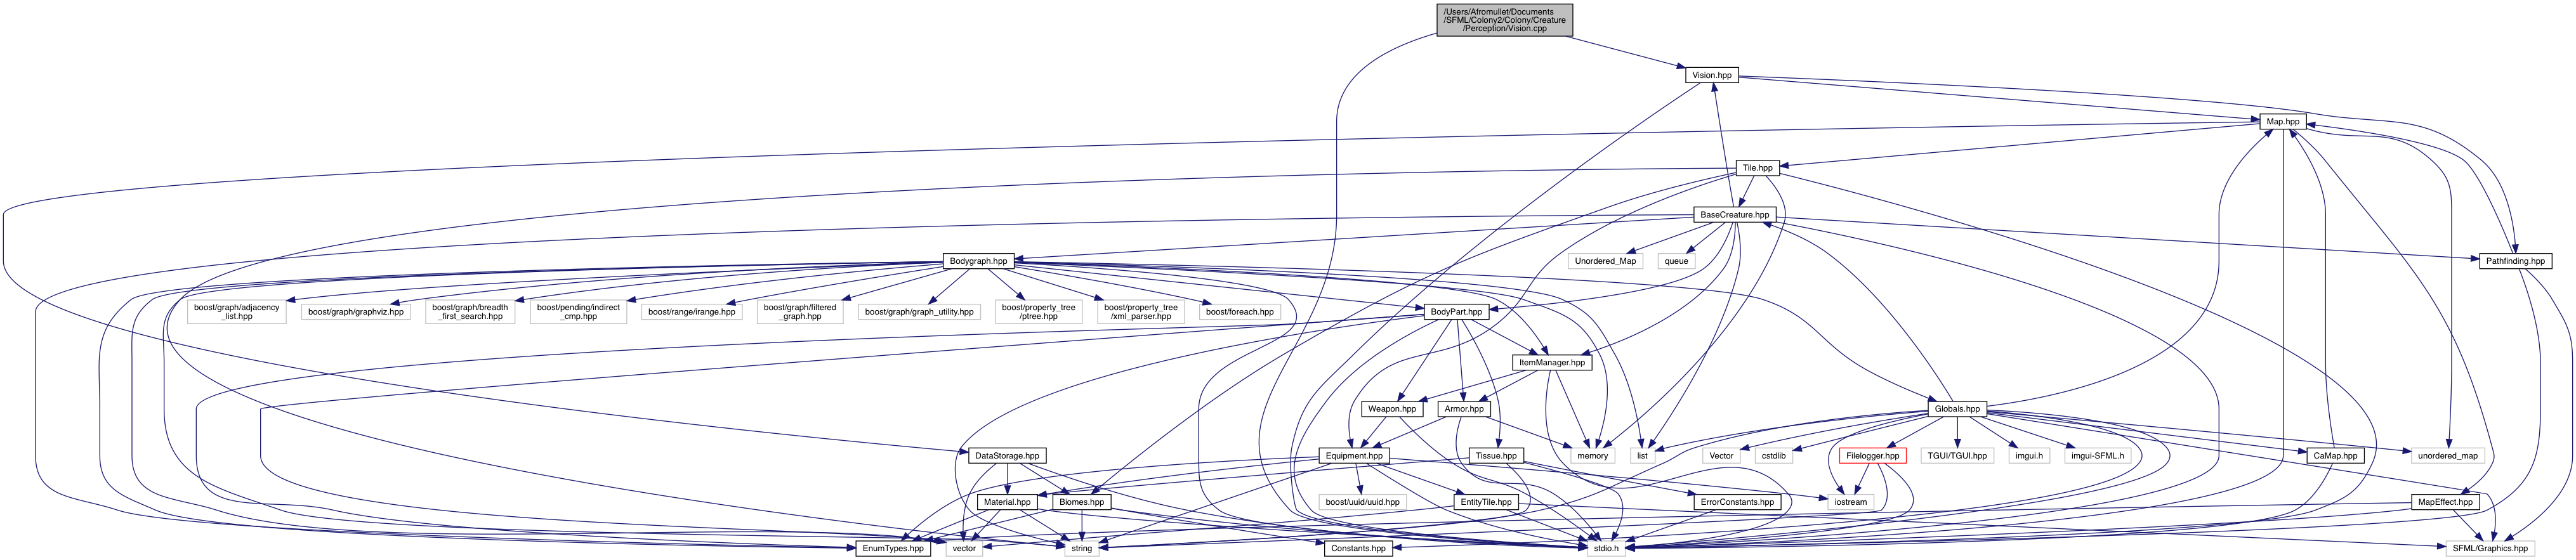 /Users/Afromullet/Documents
/SFML/Colony2/Colony/Creature
/Perception/Vision.cpp
Vision.hpp
Map.hpp
Tile.hpp
BaseCreature.hpp
Bodygraph.hpp
Unordered_Map
queue
Pathfinding.hpp
boost/graph/adjacency
_list.hpp
boost/graph/graphviz.hpp
boost/graph/breadth
_first_search.hpp
boost/pending/indirect
_cmp.hpp
boost/range/irange.hpp
boost/graph/filtered
_graph.hpp
boost/graph/graph_utility.hpp
boost/property_tree
/ptree.hpp
boost/property_tree
/xml_parser.hpp
boost/foreach.hpp
BodyPart.hpp
ItemManager.hpp
Weapon.hpp
Armor.hpp
Globals.hpp
DataStorage.hpp
Equipment.hpp
Tissue.hpp
memory
list
Vector
cstdlib
Filelogger.hpp
TGUI/TGUI.hpp
imgui.h
imgui-SFML.h
CaMap.hpp
unordered_map
Material.hpp
Biomes.hpp
boost/uuid/uuid.hpp
EntityTile.hpp
ErrorConstants.hpp
iostream
MapEffect.hpp
EnumTypes.hpp
vector
string
Constants.hpp
stdio.h
SFML/Graphics.hpp